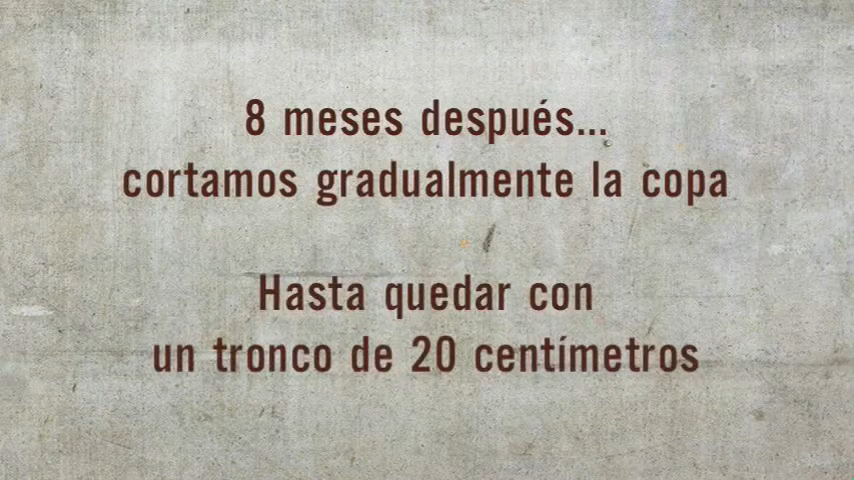 8 meses después...
cortamos gradualmente la copa
Hasta quedar con
un tronco de 20 centímetros